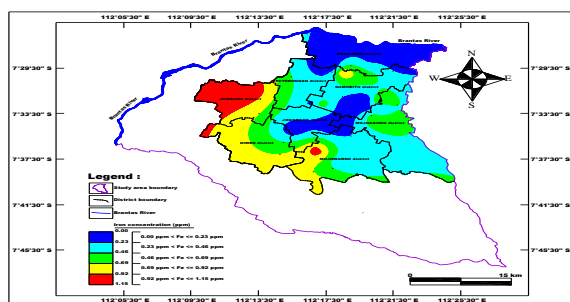 112°05'30" E 112°09'30" E 112°13'30" E 112°17'30" E 112°21'30" E 112°25'30" E
Brantas River
Brantas River
Brantas River
N
W E
S
7°29'30" S 7°29'30" S
7°33'30" S 7°33'30" S
7°37'30" S 7°37'30" S
7°41'30" S
7°45'30" S 7°45'30" S
Legend :
Study area boundary
District boundary
Brantas River
Iron concentration (ppm)
0.00
0.00 ppm < Fe <= 0.23 ppm
0.23
0.23 ppm < Fe <= 0.46 ppm
0.46
0.46 ppm < Fe <= 0.69 ppm
0.69
0.69 ppm < Fe <= 0.92 ppm
0.92
0.92 ppm < Fe <= 1.15 ppm
1.15
0 15 km
112°05'30" E 112°09'30" E 112°13'30" E 112°17'30" E 112°21'30" E 112°25'30" E